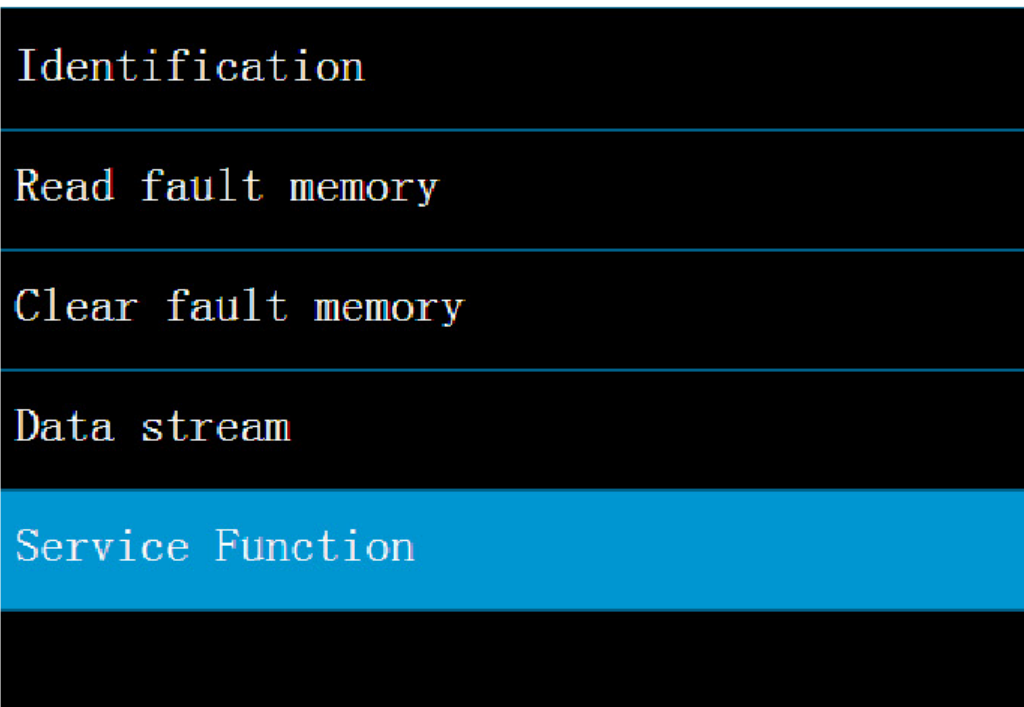 Identification
Read fault memory
Clear fault memory
Data stream
Service Function